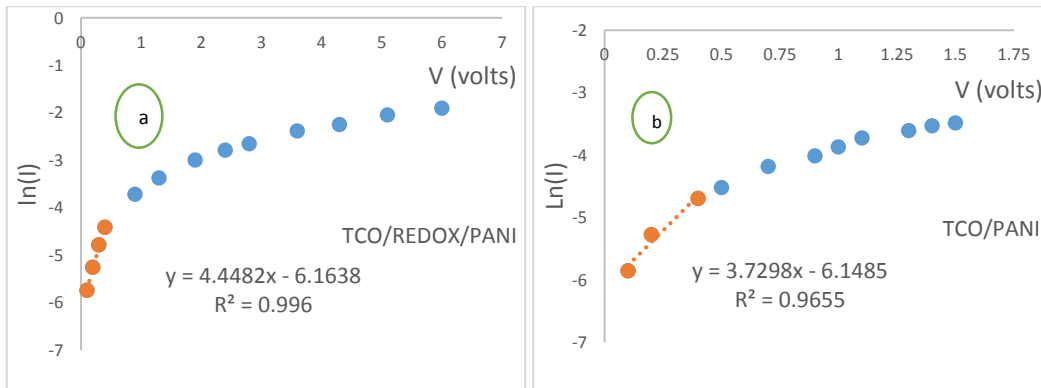 0
0 1 2 3 4 5 6 7
V (volts)
-1
-2
-3
-4
-5
-6
-7
ln(I)
a
TCO/REDOX/PANI
y = 4.4482x - 6.1638
R² = 0.996
-2
0 0.25 0.5 0.75 1 1.25 1.5 1.75
V (volts)
-3
-4
-5
-6
-7
Ln(I)
b
TCO/PANI
y = 3.7298x - 6.1485
R² = 0.9655